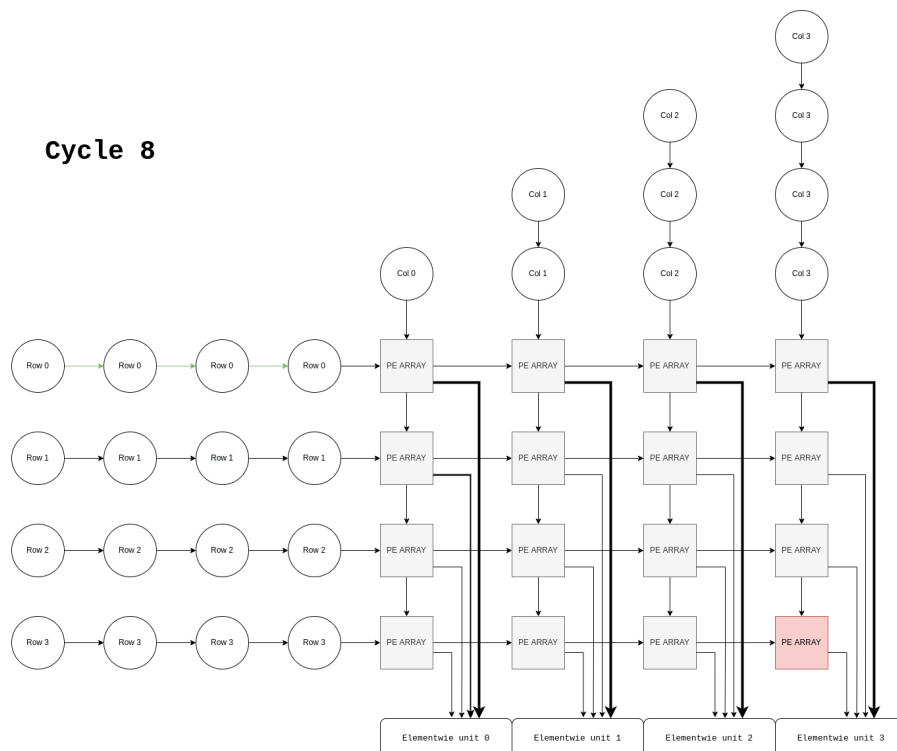 Col 3
Col 2
Col 3
Cycle 8
Col 1
Col 2
Col 3
Col 0
Col 1
Col 2
Col 3
Row 0
Row 0
Row 0
Row 0
PE ARRAY
PE ARRAY
PE ARRAY
PE ARRAY
Row 1
Row 1
Row 1
Row 1
PE ARRAY
PE ARRAY
PE ARRAY
PE ARRAY
Row 2
Row 2
Row 2
Row 2
PE ARRAY
PE ARRAY
PE ARRAY
PE ARRAY
Row 3
Row 3
Row 3
Row 3
PE ARRAY
PE ARRAY
PE ARRAY
PE ARRAY
Elementwie unit 0
Elementwie unit 1
Elementwie unit 2
Elementwie unit 3